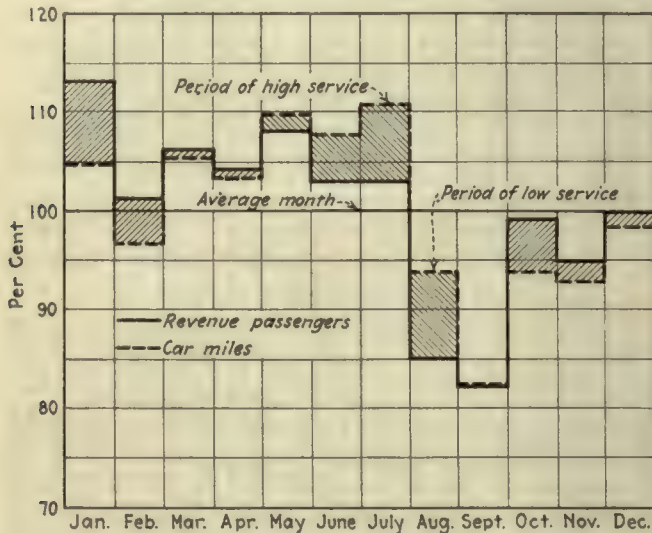 120
110
100
90
80
70
Per Cent
Period of high service
Average month
Period of low service
Revenue passengers
Car miles
Jan. Feb. Mar. Apr. May June July Aug. Sept. Oct. Nov. Dec.